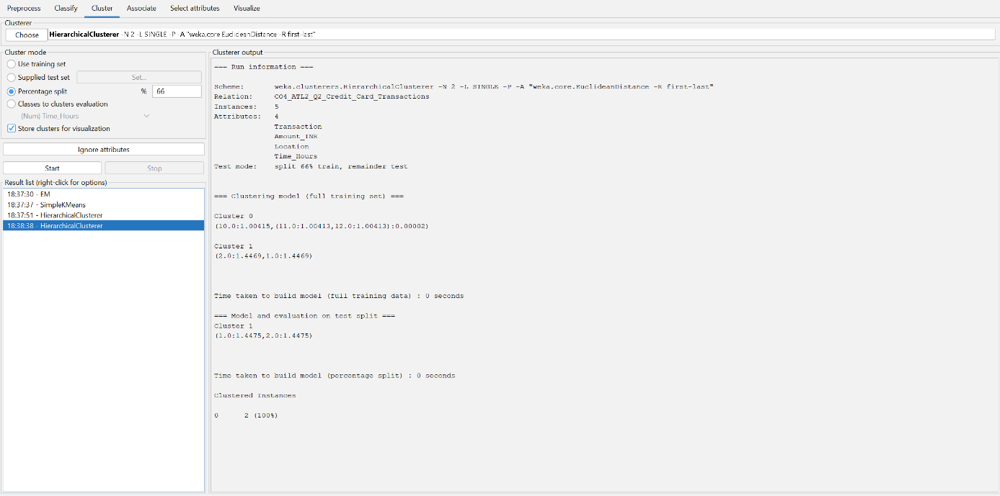 Preprocess Classify Cluster Associate Select attributes Visualize
Clusterer
Choose HierarchicalClusterer -N 2 -L SINGLE -P -A "weka.core.EuclideanDistance -R first-last"
Cluster mode
Use training set
Supplied test set Set...
Percentage split % 66
Classes to clusters evaluation
(Num) Time_Hours
Store clusters for visualization
Ignore attributes
Start Stop
Result list (right-click for options)
18:37:30 - EM
18:37:37 - SimpleKMeans
18:37:51 - HierarchicalClusterer
18:38:38 - HierarchicalClusterer
Clusterer output
=== Run information ===
Scheme: weka.clusterers.HierarchicalClusterer -N 2 -L SINGLE -P -A "weka.core.EuclideanDistance -R first-last"
Relation: CO4_ATL2_Q2_Credit_Card_Transactions
Instances: 5
Attributes: 4
Transaction
Amount_INR
Location
Time_Hours
Test mode: split 66% train, remainder test
=== Clustering model (full training set) ===
Cluster 0
(10.0:1.00415,(11.0:1.00413,12.0:1.00413):0.00002)
Cluster 1
(2.0:1.4469,1.0:1.4469)
Time taken to build model (full training data) : 0 seconds
=== Model and evaluation on test split ===
Cluster 1
(1.0:1.4475,2.0:1.4475)
Time taken to build model (percentage split) : 0 seconds
Clustered Instances
0 2 (100%)